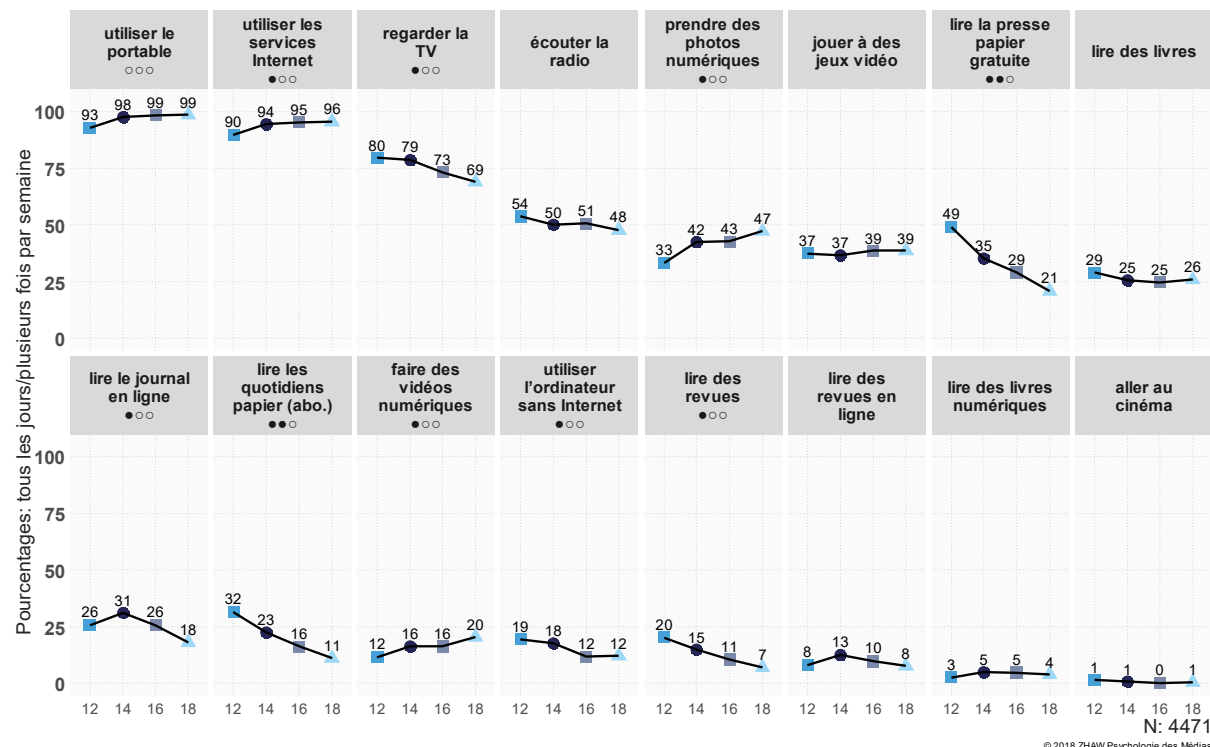 utiliser le
portable
○○○
utiliser les
services
Internet
●○○
regarder la
TV
●○○
écouter la
radio
prendre des
photos
numériques
●○○
jouer à des
jeux vidéo
lire la presse
papier
gratuite
●●○
lire des livres
Pourcentages: tous les jours/plusieurs fois par semaine
100
75
50
25
0
93 98 99 99
90 94 95 96
80 79 73 69
54 50 51 48
33 42 43 47
37 37 39 39
49 35 29 21
29 25 25 26
lire le journal
en ligne
●○○
lire les
quotidiens
papier (abo.)
●●○
faire des
vidéos
numériques
●○○
utiliser
l'ordinateur
sans Internet
●○○
lire des
revues
●○○
lire des
revues en
ligne
lire des livres
numériques
aller au
cinéma
100
75
50
25
0
26 31 26 18
32 23 16 11
12 16 16 20
19 18 12 12
20 15 11 7
8 13 10 8
3 5 5 4
1 1 0 1
12 14 16 18 12 14 16 18 12 14 16 18 12 14 16 18 12 14 16 18 12 14 16 18 12 14 16 18 12 14 16 18
N: 4471
© 2018 ZHAW Psychologie des Médias